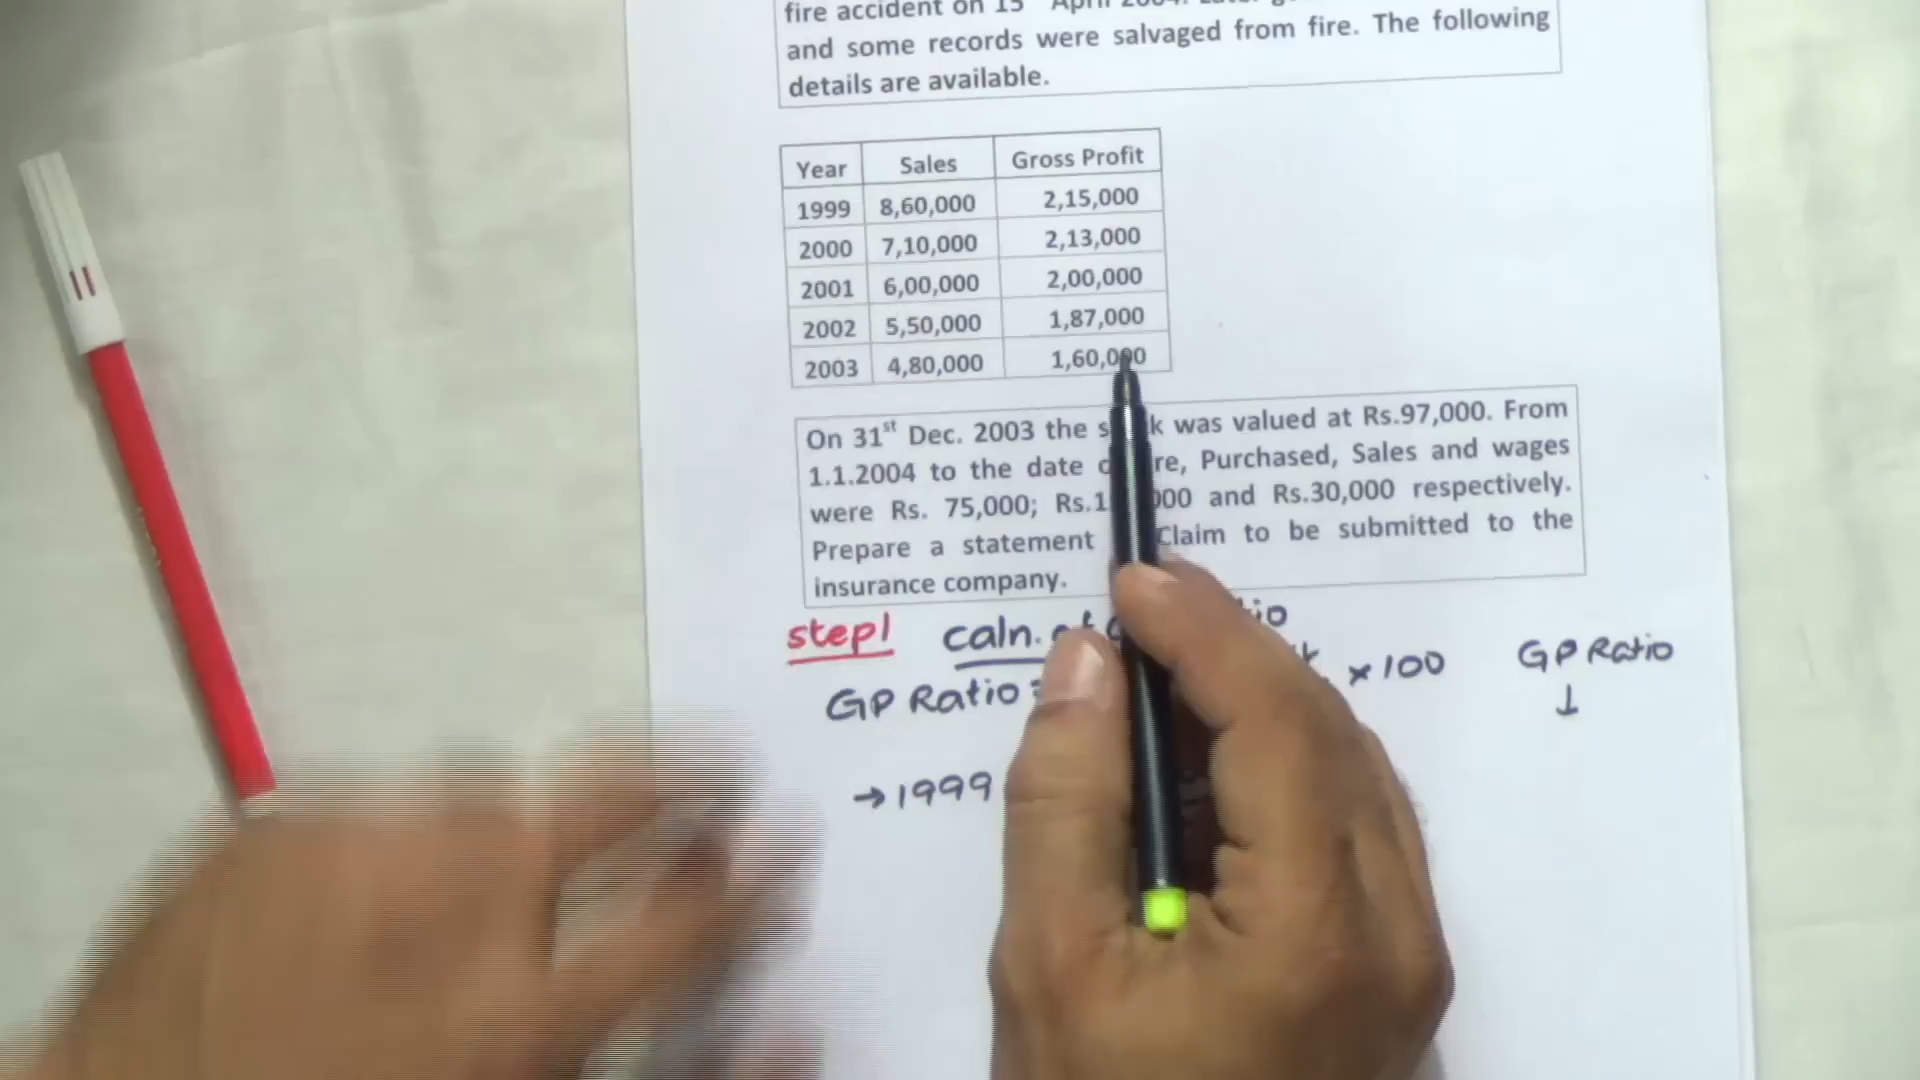 fire accident on 15 April 2004.
and some records were salvaged from fire. The following
details are available.
Year Sales Gross Profit
1999 8,60,000 2,15,000
2000 7,10,000 2,13,000
2001 6,00,000 2,00,000
2002 5,50,000 1,87,000
2003 4,80,000 1,60,000
On 31st Dec. 2003 the was valued at Rs.97,000. From
1.1.2004 to the date Purchased, Sales and wages
were Rs. 75,000; and Rs.30,000 respectively.
Prepare a statement Claim to be submitted to the
insurance company.
step1 caln. of
GP Ratio = × 100 GP Ratio
↓
→ 1999